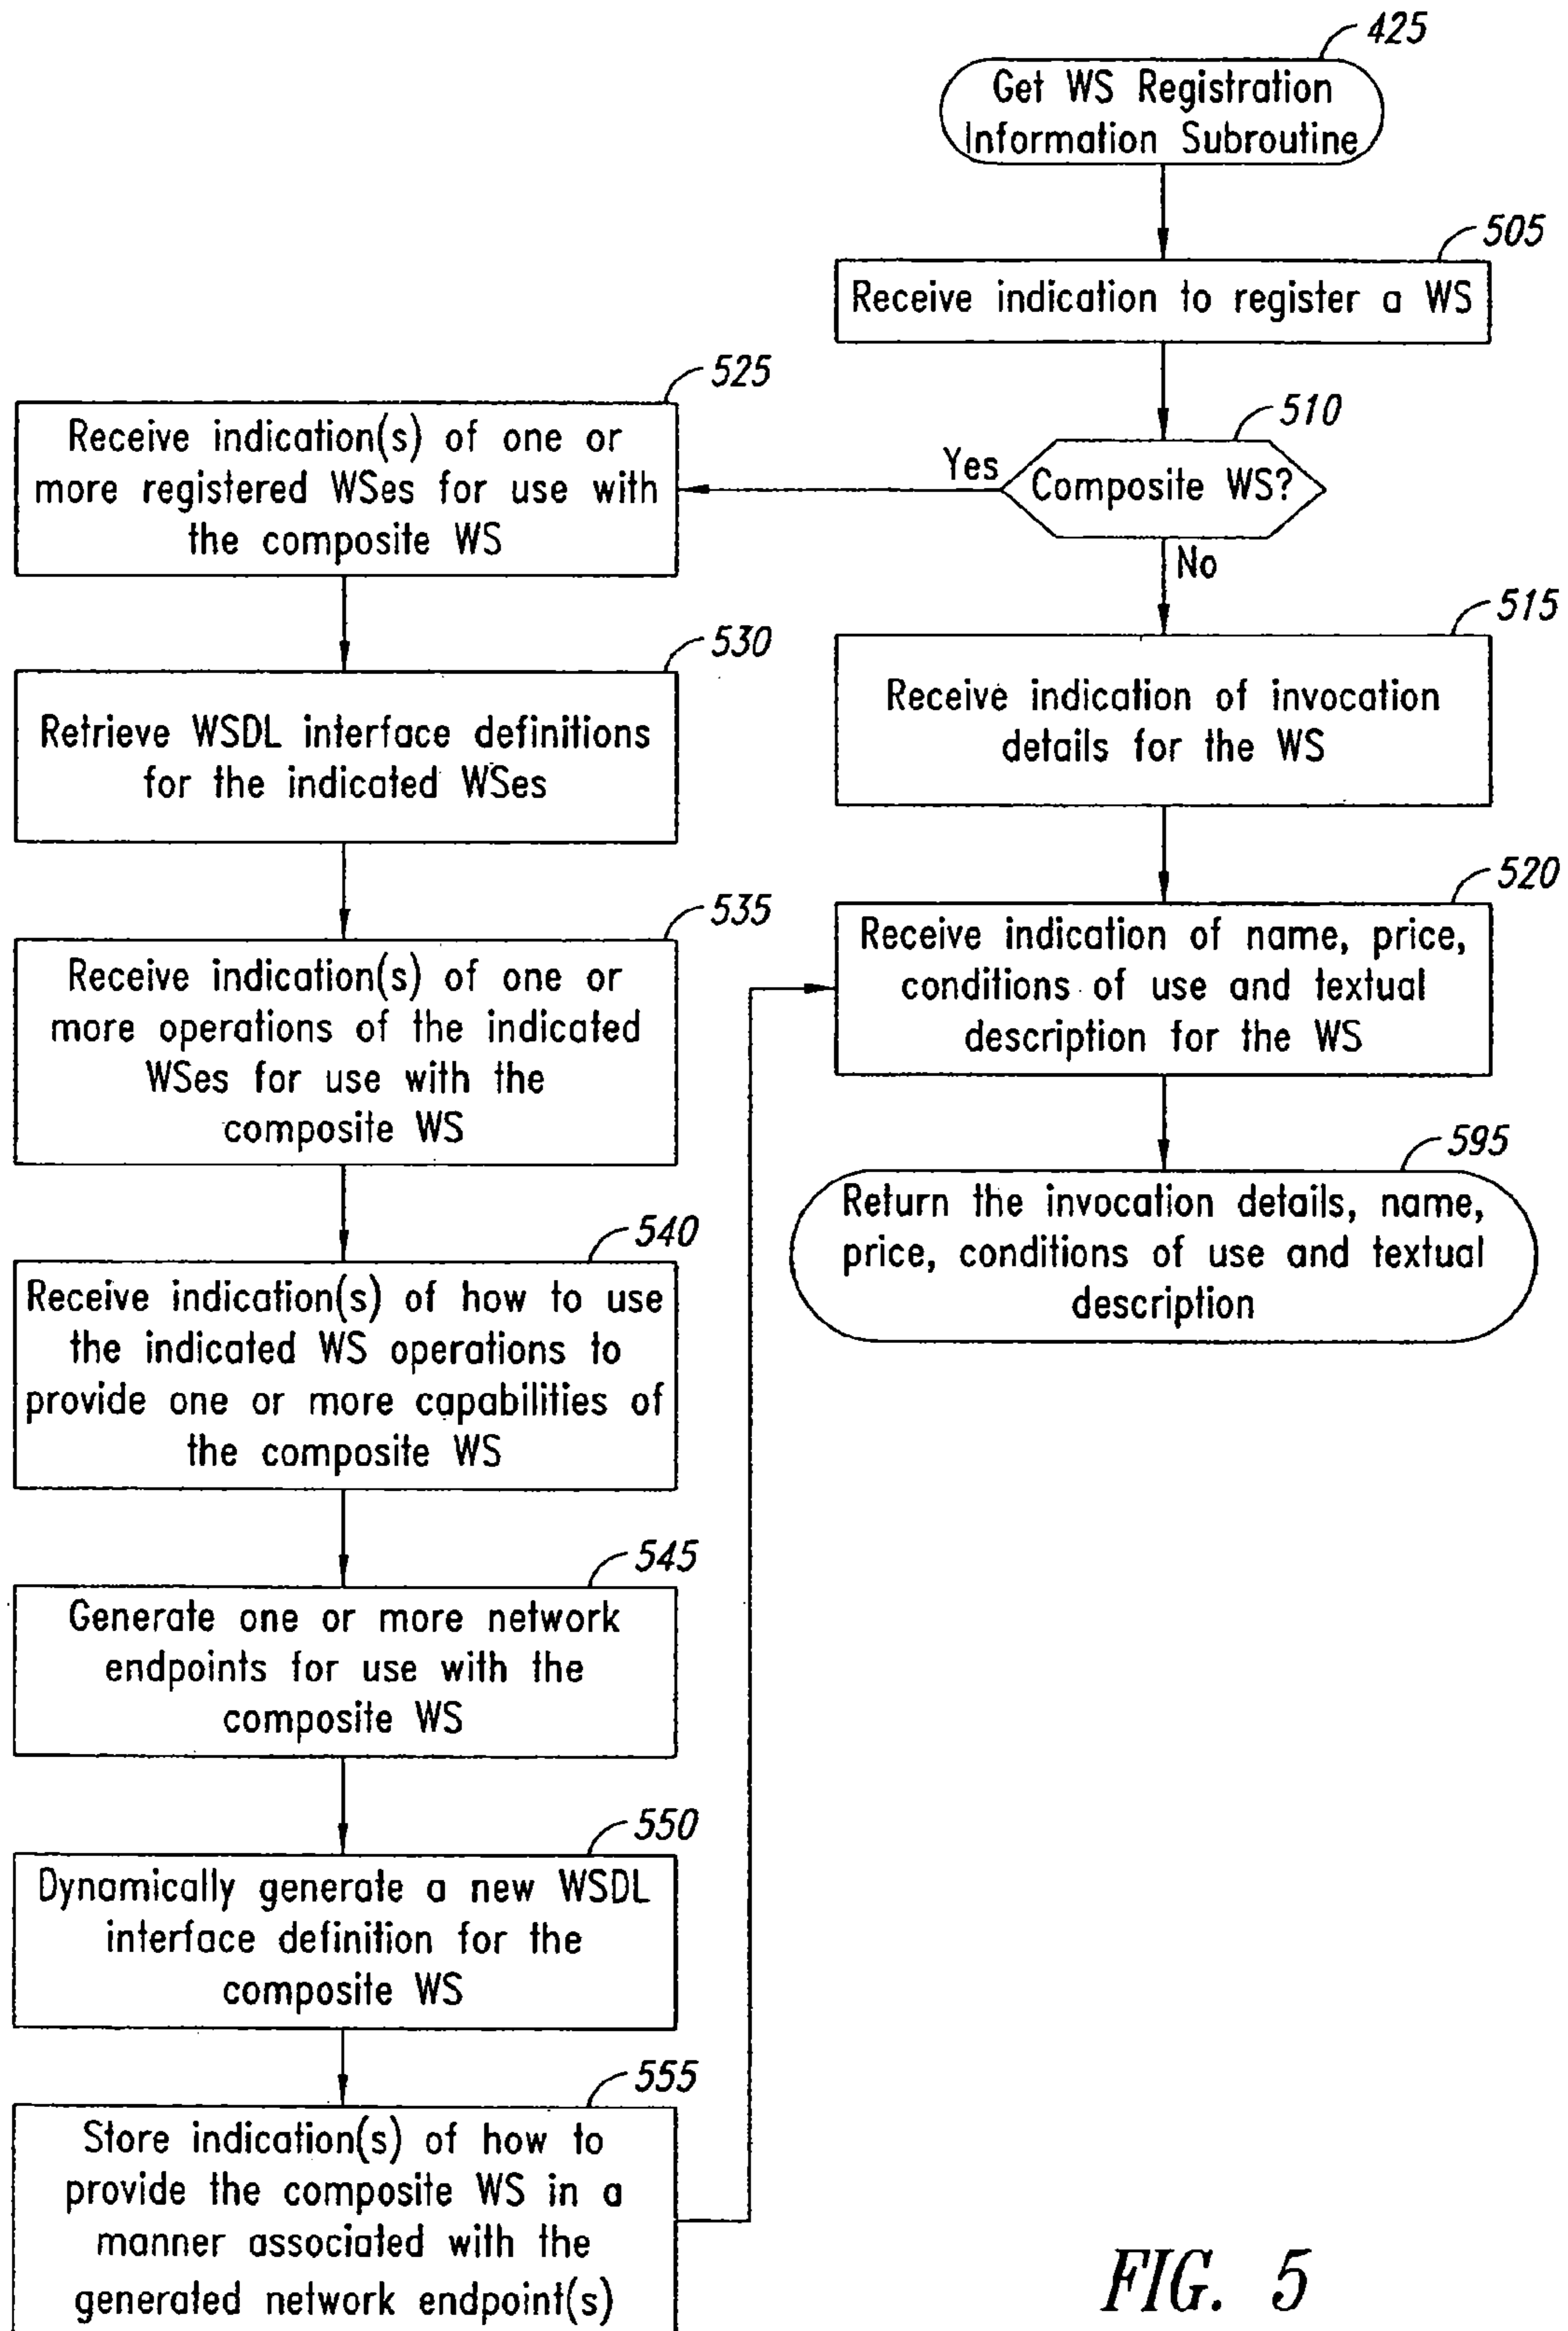 425
Get WS Registration
Information Subroutine
505
Receive indication to register a WS
510
Composite WS?
Yes
No
515
Receive indication of invocation
details for the WS
520
Receive indication of name, price,
conditions of use and textual
description for the WS
595
Return the invocation details, name,
price, conditions of use and textual
description
525
Receive indication(s) of one or
more registered WSes for use with
the composite WS
530
Retrieve WSDL interface definitions
for the indicated WSes
535
Receive indication(s) of one or
more operations of the indicated
WSes for use with the
composite WS
540
Receive indication(s) of how to use
the indicated WS operations to
provide one or more capabilities of
the composite WS
545
Generate one or more network
endpoints for use with the
composite WS
550
Dynamically generate a new WSDL
interface definition for the
composite WS
555
Store indication(s) of how to
provide the composite WS in a
manner associated with the
generated network endpoint(s)
FIG. 5